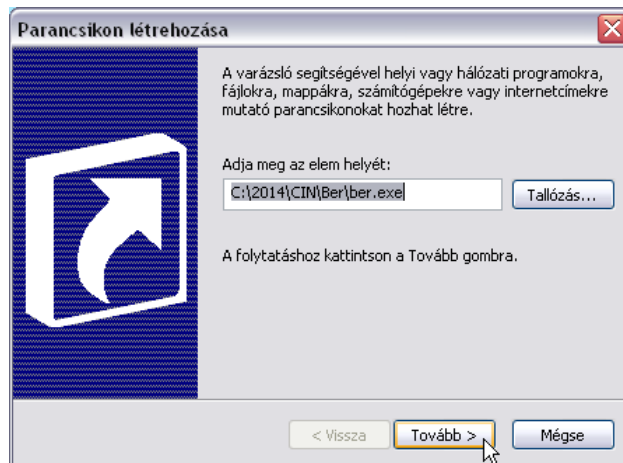 Parancsikon létrehozása
A varázsló segítségével helyi vagy hálózati programokra,
fájlokra, mappákra, számítógépekre vagy internetcímekre
mutató parancsikonokat hozhat létre.
Adja meg az elem helyét:
C:\2014\CIN\Ber\ber.exe
Tallózás...
A folytatáshoz kattintson a Tovább gombra.
< Vissza
Tovább >
Mégse